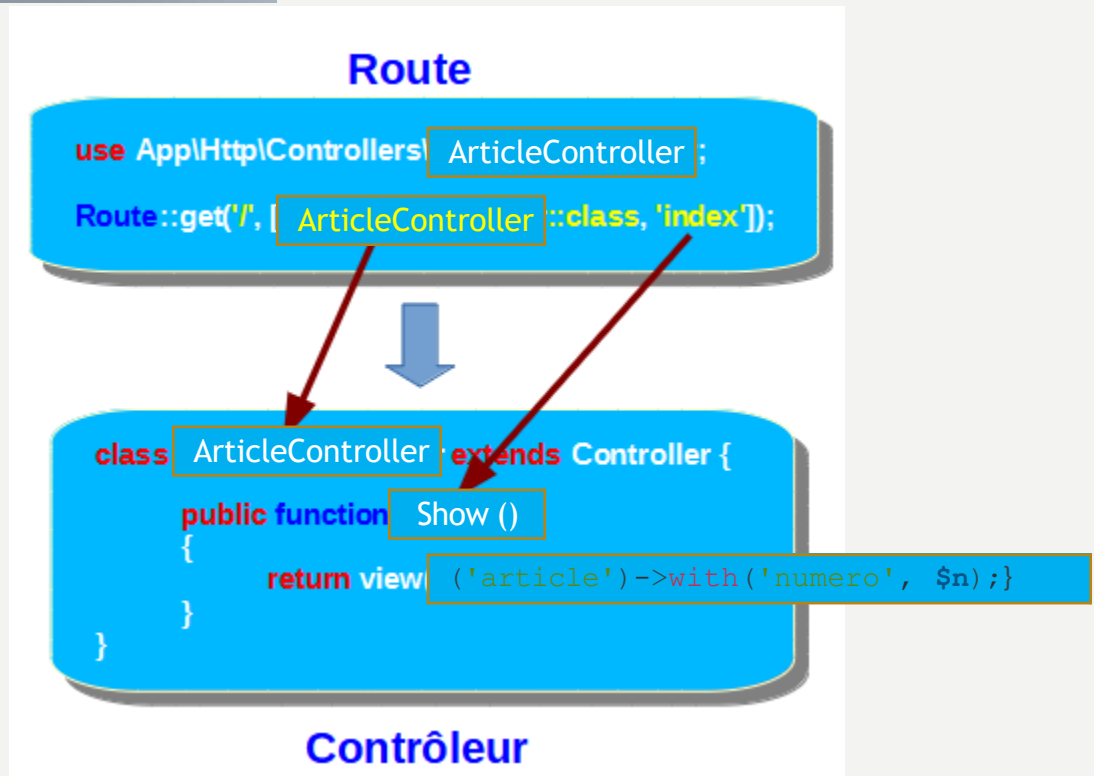 Route
use App\Http\Controllers\ ArticleController ;
Route::get('/', [ ArticleController ::class, 'index']);
class ArticleController extends Controller {
public function Show ()
{
return view( ('article')->with('numero', $n);}
}
}
Contrôleur